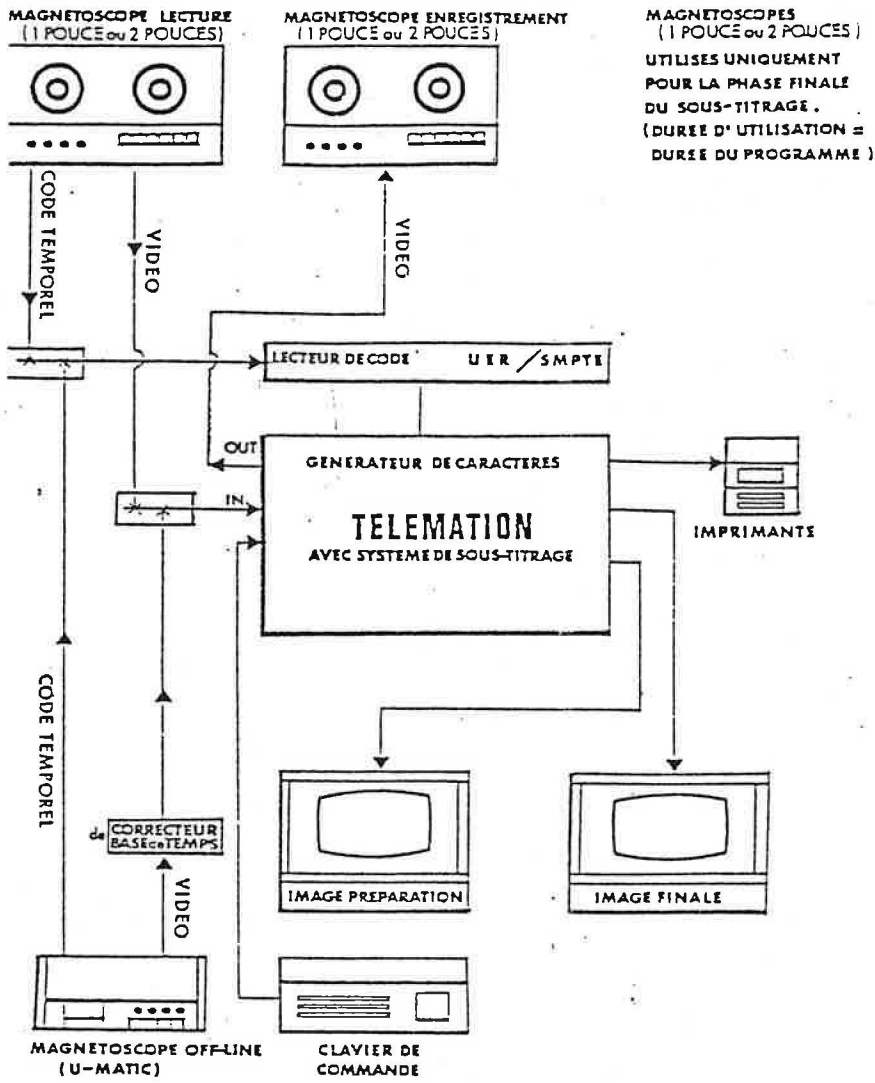 MAGNETOSCOPE LECTURE
(1 POUCE ou 2 POUCES)
MAGNETOSCOPE ENREGISTREMENT
(1 POUCE ou 2 POUCES)
MAGNETOSCOPES
(1 POUCE ou 2 POUCES)
UTILISES UNIQUEMENT
POUR LA PHASE FINALE
DU SOUS-TITRAGE.
(DUREE D'UTILISATION =
DUREE DU PROGRAMME)
CODE TEMPOREL
VIDEO
VIDEO
LECTEUR DE CODE UER / SMPTE
OUT
GENERATEUR DE CARACTERES
IN
TELEMATION
AVEC SYSTEME DE SOUS-TITRAGE
IMPRIMANTE
CODE TEMPOREL
de CORRECTEUR
BASE de TEMPS
VIDEO
IMAGE PREPARATION
IMAGE FINALE
MAGNETOSCOPE OFF-LINE
(U-MATIC)
CLAVIER DE
COMMANDE